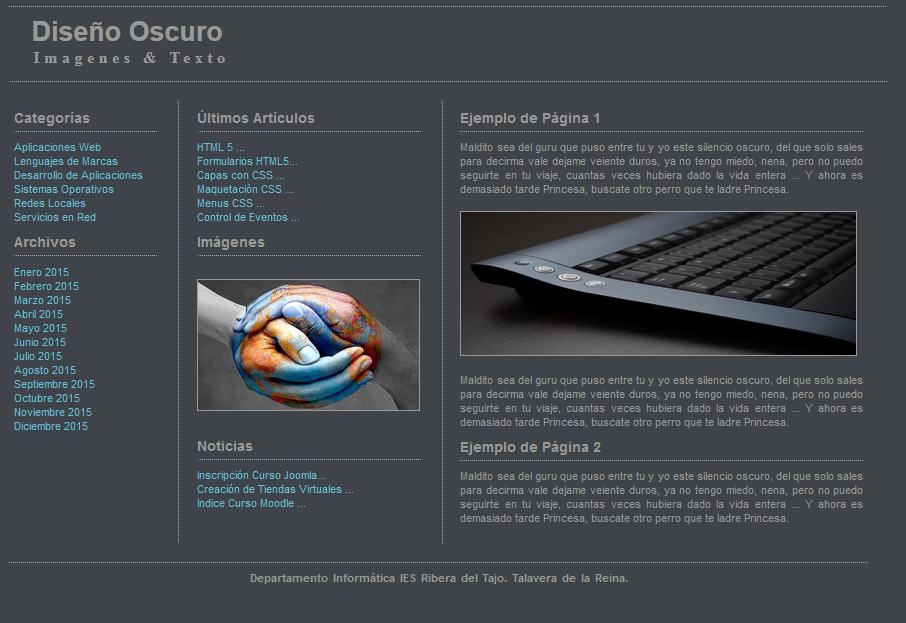 Diseño Oscuro
Imagenes & Texto
Categorías
Aplicaciones Web
Lenguajes de Marcas
Desarrollo de Aplicaciones
Sistemas Operativos
Redes Locales
Servicios en Red
Archivos
Enero 2015
Febrero 2015
Marzo 2015
Abril 2015
Mayo 2015
Junio 2015
Julio 2015
Agosto 2015
Septiembre 2015
Octubre 2015
Noviembre 2015
Diciembre 2015
Últimos Artículos
HTML 5 ...
Formularios HTML5...
Capas con CSS ...
Maquetación CSS ...
Menus CSS ...
Control de Eventos ...
Imágenes
Noticias
Inscripción Curso Joomla...
Creación de Tiendas Virtuales ...
Indice Curso Moodle ...
Ejemplo de Página 1
Maldito sea del guru que puso entre tu y yo este silencio oscuro, del que solo sales
para decirma vale dejame veiente duros, ya no tengo miedo, nena, pero no puedo
seguirte en tu viaje, cuantas veces hubiera dado la vida entera ... Y ahora es
demasiado tarde Princesa, buscate otro perro que te ladre Princesa.
Maldito sea del guru que puso entre tu y yo este silencio oscuro, del que solo sales
para decirma vale dejame veiente duros, ya no tengo miedo, nena, pero no puedo
seguirte en tu viaje, cuantas veces hubiera dado la vida entera ... Y ahora es
demasiado tarde Princesa, buscate otro perro que te ladre Princesa.
Ejemplo de Página 2
Maldito sea del guru que puso entre tu y yo este silencio oscuro, del que solo sales
para decirma vale dejame veiente duros, ya no tengo miedo, nena, pero no puedo
seguirte en tu viaje, cuantas veces hubiera dado la vida entera ... Y ahora es
demasiado tarde Princesa, buscate otro perro que te ladre Princesa.
Departamento Informática IES Ribera del Tajo. Talavera de la Reina.